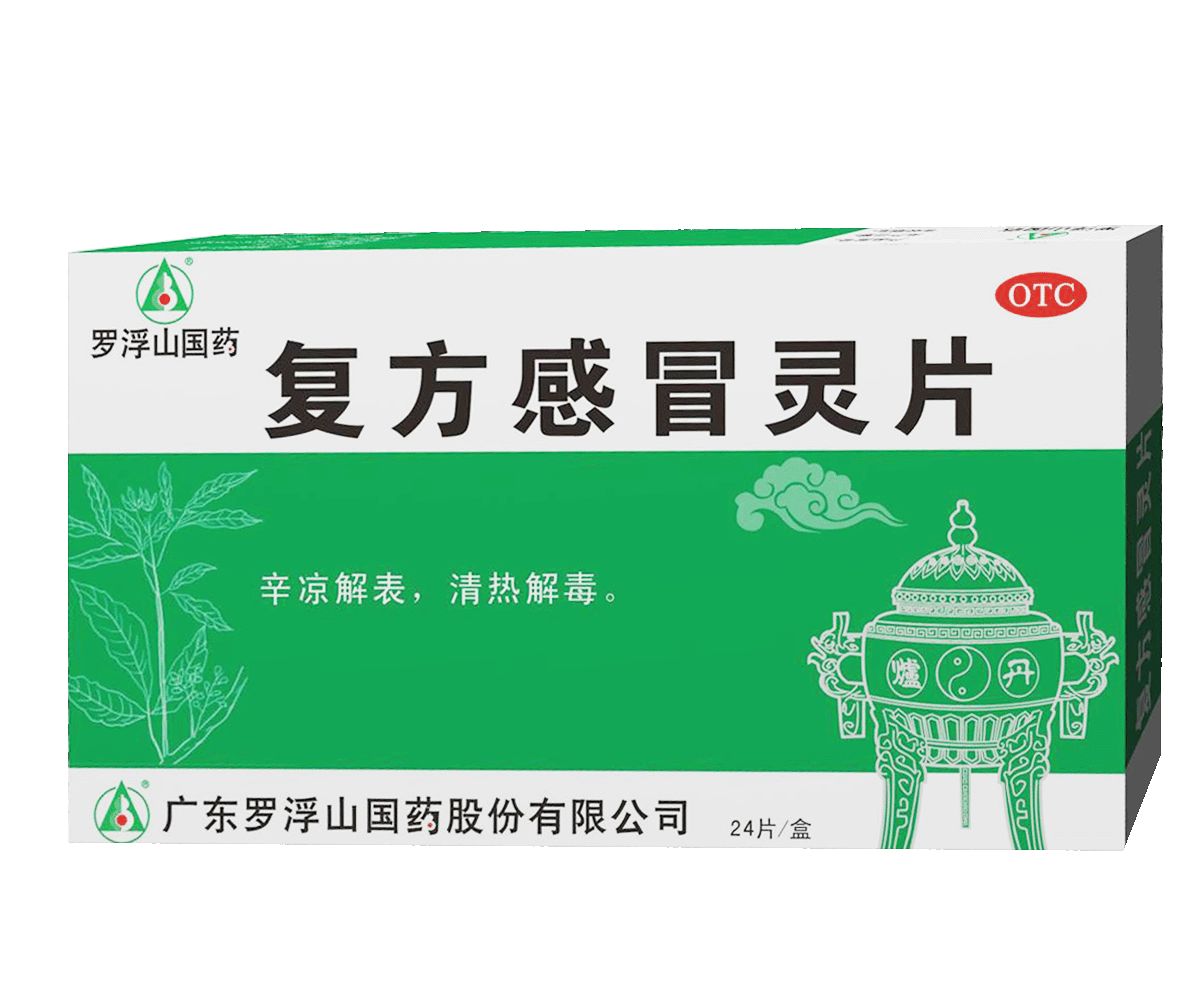 罗浮山国药
OTC
复方感冒灵片
辛凉解表，清热解毒。
爐 丹
广东罗浮山国药股份有限公司
24片/盒